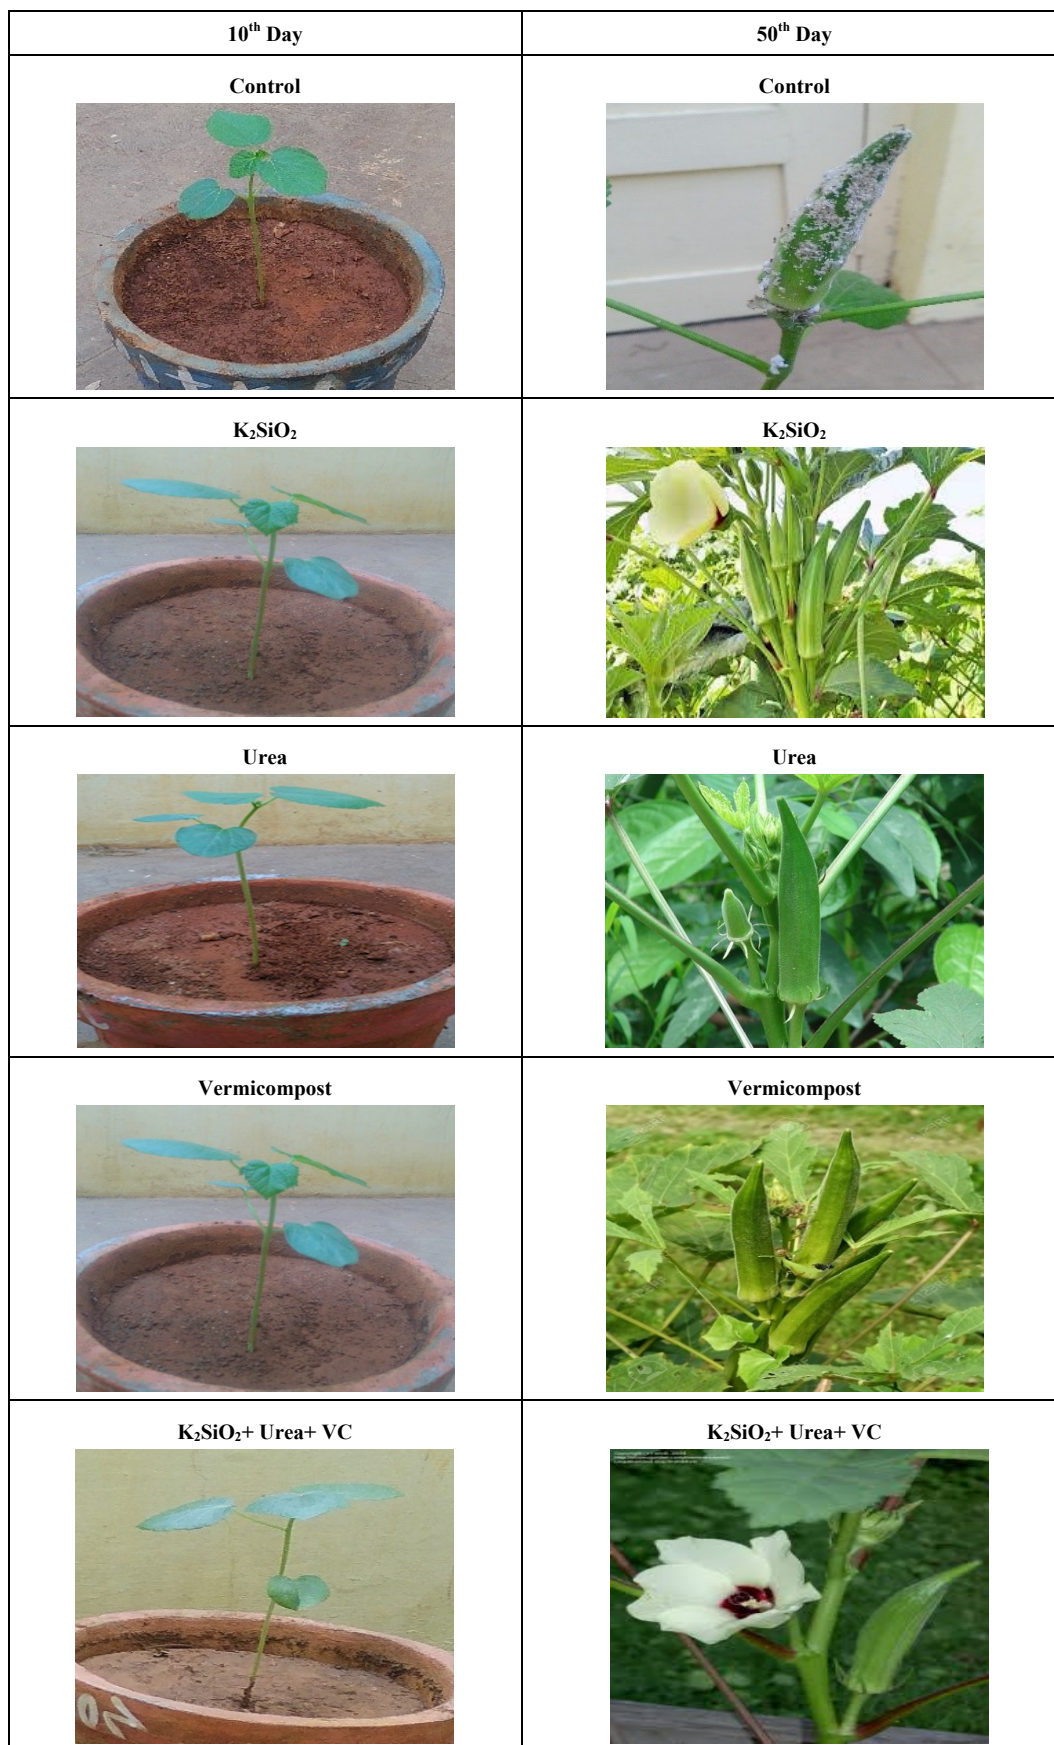 10th Day
50th Day
Control
Control
K₂SiO₂
K₂SiO₂
Urea
Urea
Vermicompost
Vermicompost
K₂SiO₂+ Urea+ VC
K₂SiO₂+ Urea+ VC